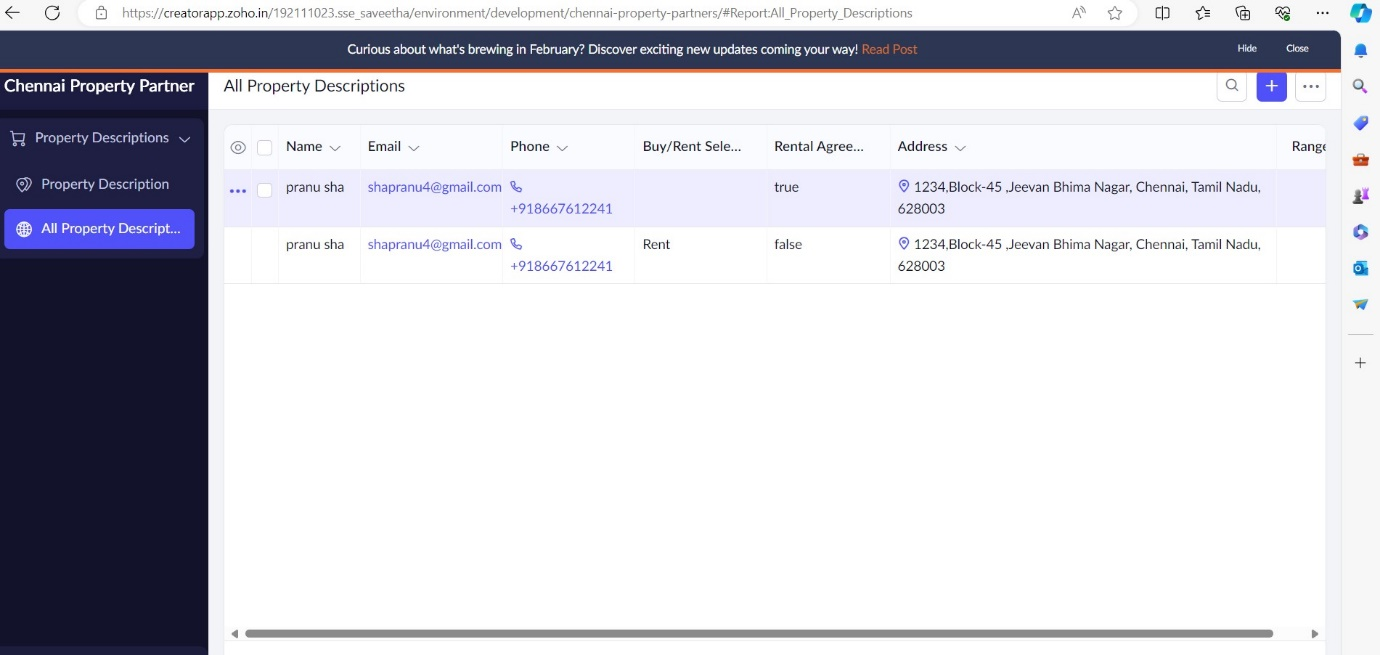 https://creatorapp.zoho.in/192111023.sse_saveetha/environment/development/chennai-property-partners/#Report:All_Property_Descriptions
Curious about what's brewing in February? Discover exciting new updates coming your way! Read Post
Hide
Close
Chennai Property Partner
All Property Descriptions
Property Descriptions
Property Description
All Property Descript...
Name Email Phone Buy/Rent Sele... Rental Agree... Address Range
pranu sha shapranu4@gmail.com true 1234,Block-45 ,Jeevan Bhima Nagar, Chennai, Tamil Nadu,
+918667612241 628003
pranu sha shapranu4@gmail.com Rent false 1234,Block-45 ,Jeevan Bhima Nagar, Chennai, Tamil Nadu,
+918667612241 628003